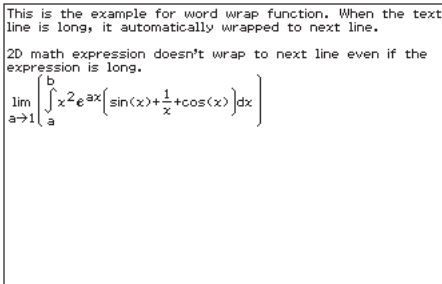 This is the example for word wrap function. When the text
line is long, it automatically wrapped to next line.
2D math expression doesn't wrap to next line even if the
expression is long.
lim a→1 ( ∫ a b x²e^ax ( sin(x)+1/x+cos(x) ) dx )